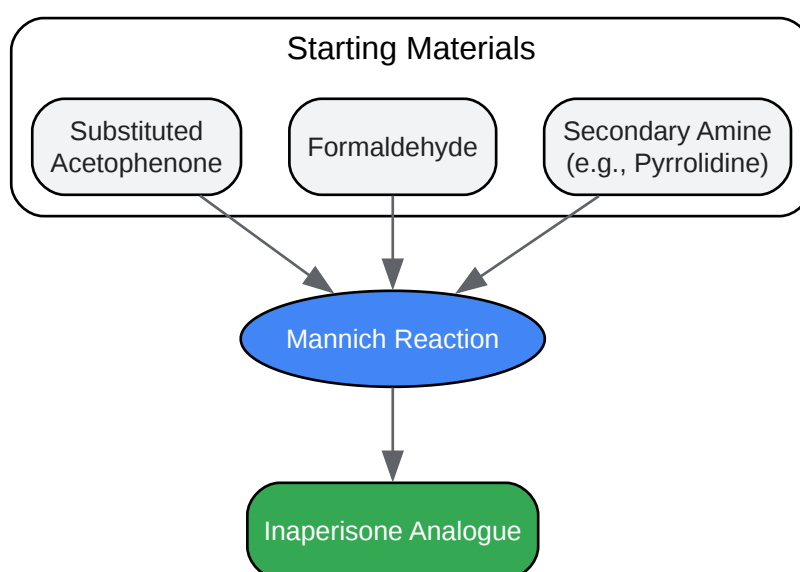 Starting Materials
Substituted
Acetophenone
Formaldehyde
Secondary Amine
(e.g., Pyrrolidine)
Mannich Reaction
Inaperisone Analogue